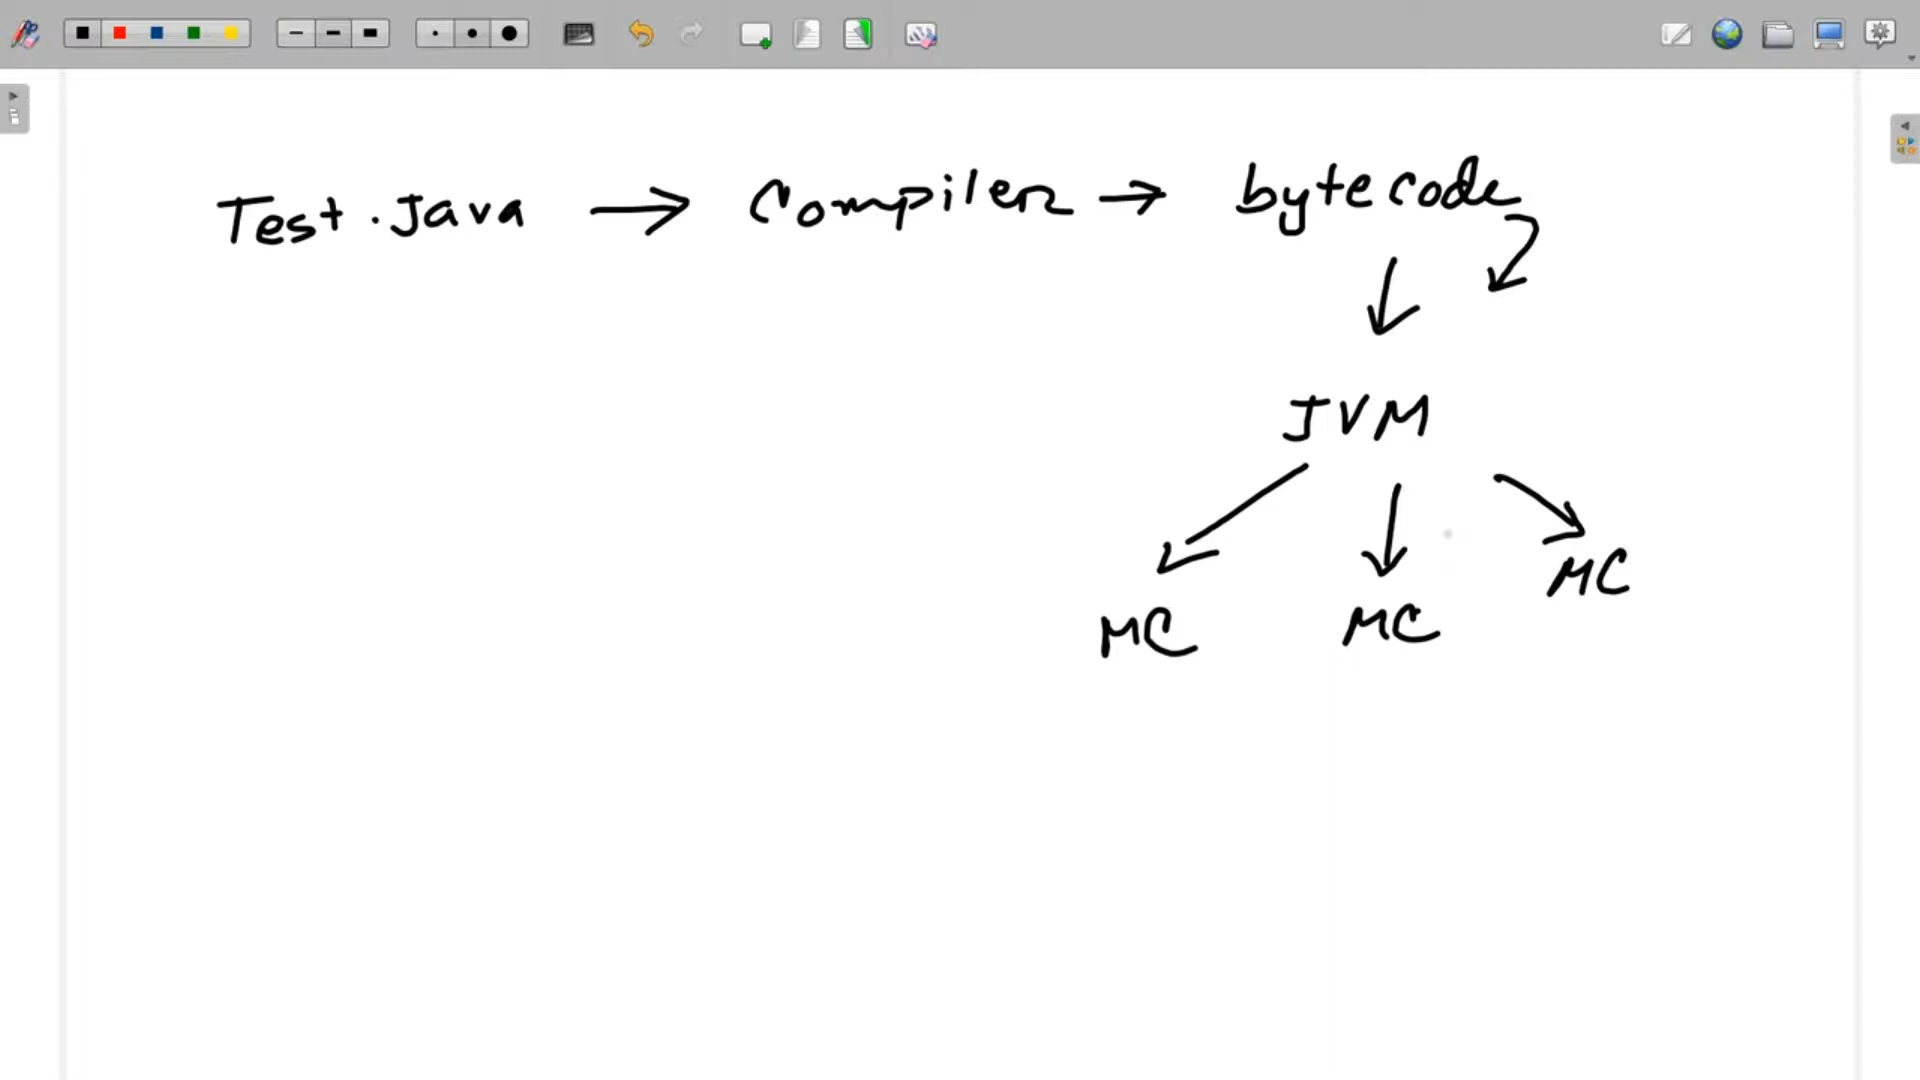 Test.Java → Compiler → bytecode
JVM
MC MC MC